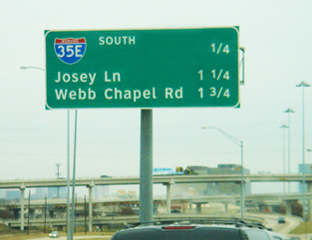 35E SOUTH 1/4
Josey Ln 1 1/4
Webb Chapel Rd 1 3/4